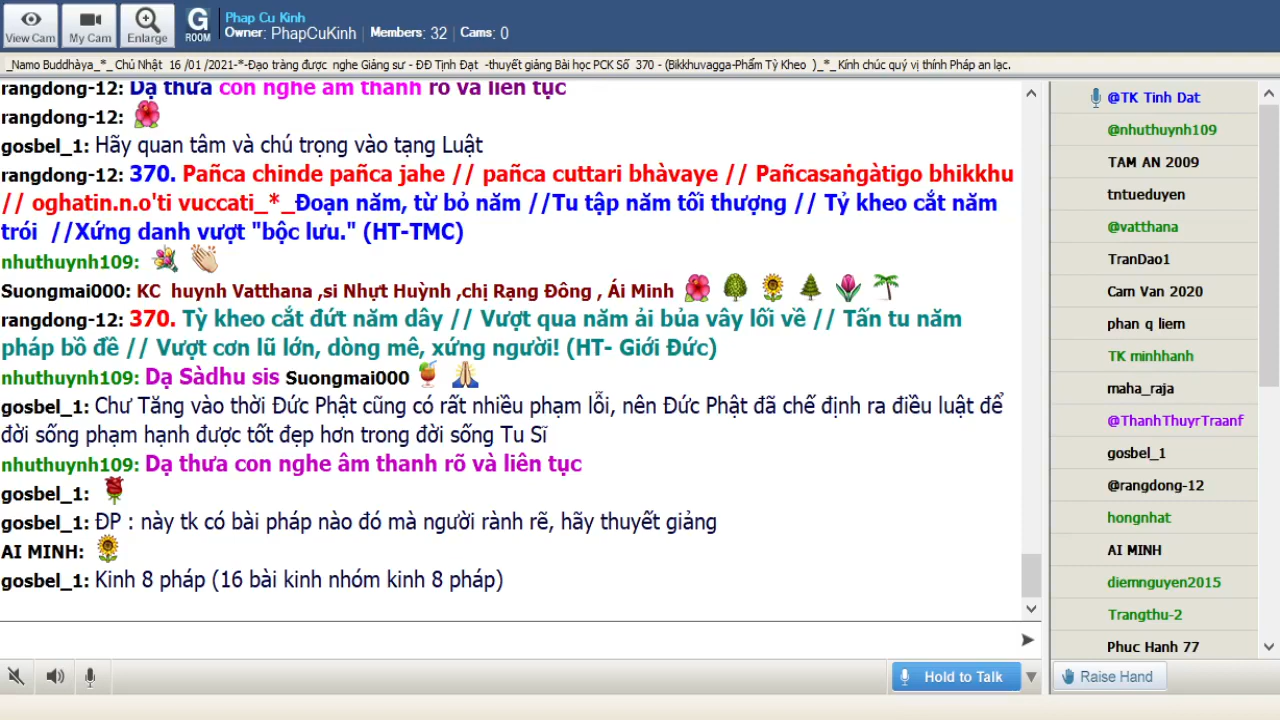 View Cam
My Cam
Enlarge
G
ROOM
Phap Cu Kinh
Owner: PhapCuKinh | Members: 32 | Cams: 0
_Namo Buddhàya_*_ Chủ Nhật 16 /01 /2021-*-Đạo tràng được nghe Giảng sư - ĐĐ Tịnh Đạt -thuyết giảng Bài học PCK Số 370 - (Bikkhuvagga-Phẩm Tỳ Kheo )_*_Kính chúc quý vị thính Pháp an lạc.
rangdong-12: Dạ thưa con nghe âm thanh rõ và liên tục
rangdong-12:
gosbel_1: Hãy quan tâm và chú trọng vào tạng Luật
rangdong-12: 370. Pañca chinde pañca jahe // pañca cuttari bhàvaye // Pañcasaṅgàtigo bhikkhu
// oghatin.n.o'ti vuccati_*_Đoạn năm, từ bỏ năm //Tu tập năm tối thượng // Tỷ kheo cắt năm
trói //Xứng danh vượt "bộc lưu." (HT-TMC)
nhuthuynh109:
Suongmai000: KC huynh Vatthana ,si Nhựt Huỳnh ,chị Rạng Đông , Ái Minh
rangdong-12: 370. Tỳ kheo cắt đứt năm dây // Vượt qua năm ải bủa vây lối về // Tấn tu năm
pháp bồ đề // Vượt cơn lũ lớn, dòng mê, xứng người! (HT- Giới Đức)
nhuthuynh109: Dạ Sàdhu sis Suongmai000
gosbel_1: Chư Tăng vào thời Đức Phật cũng có rất nhiều phạm lỗi, nên Đức Phật đã chế định ra điều luật để
đời sống phạm hạnh được tốt đẹp hơn trong đời sống Tu Sĩ
nhuthuynh109: Dạ thưa con nghe âm thanh rõ và liên tục
gosbel_1:
gosbel_1: ĐP : này tk có bài pháp nào đó mà người rành rẽ, hãy thuyết giảng
AI MINH:
gosbel_1: Kinh 8 pháp (16 bài kinh nhóm kinh 8 pháp)
Hold to Talk
@TK Tinh Dat
@nhuthuynh109
TAM AN 2009
tntueduyen
@vatthana
TranDao1
Cam Van 2020
phan q liem
TK minhhanh
maha_raja
@ThanhThuyrTraanf
gosbel_1
@rangdong-12
hongnhat
AI MINH
diemnguyen2015
Trangthu-2
Phuc Hanh 77
Raise Hand